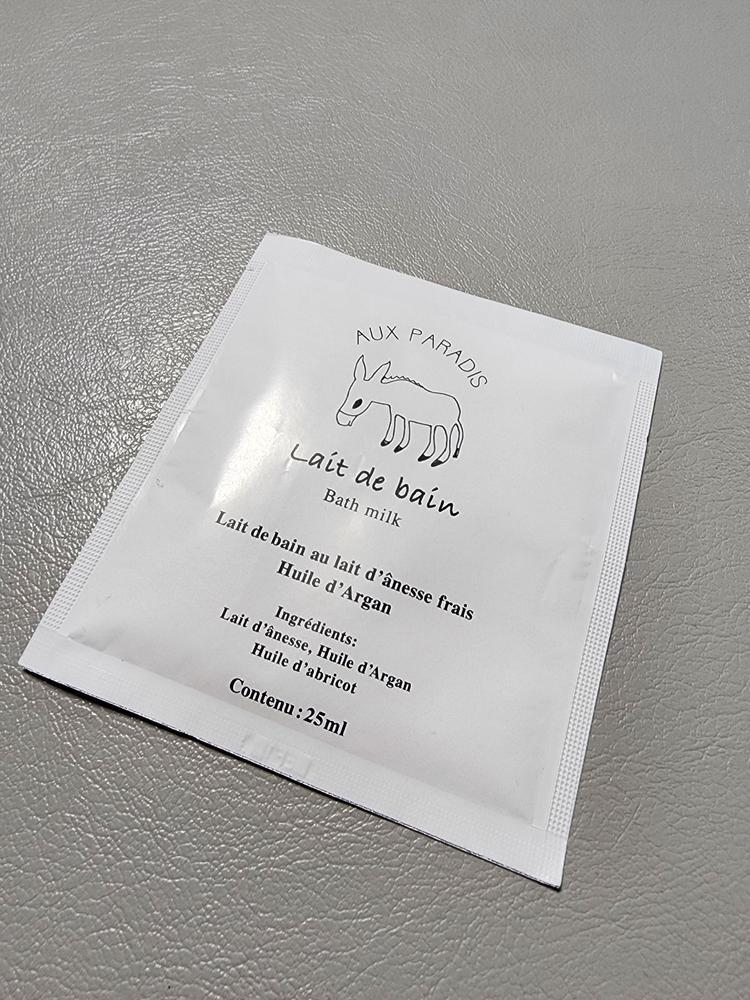 AUX PARADIS
Lait de bain
Bath milk
Lait de bain au lait d’ânesse frais
Huile d’Argan
Ingrédients:
Lait d’ânesse, Huile d’Argan
Huile d’abricot
Contenu:25ml